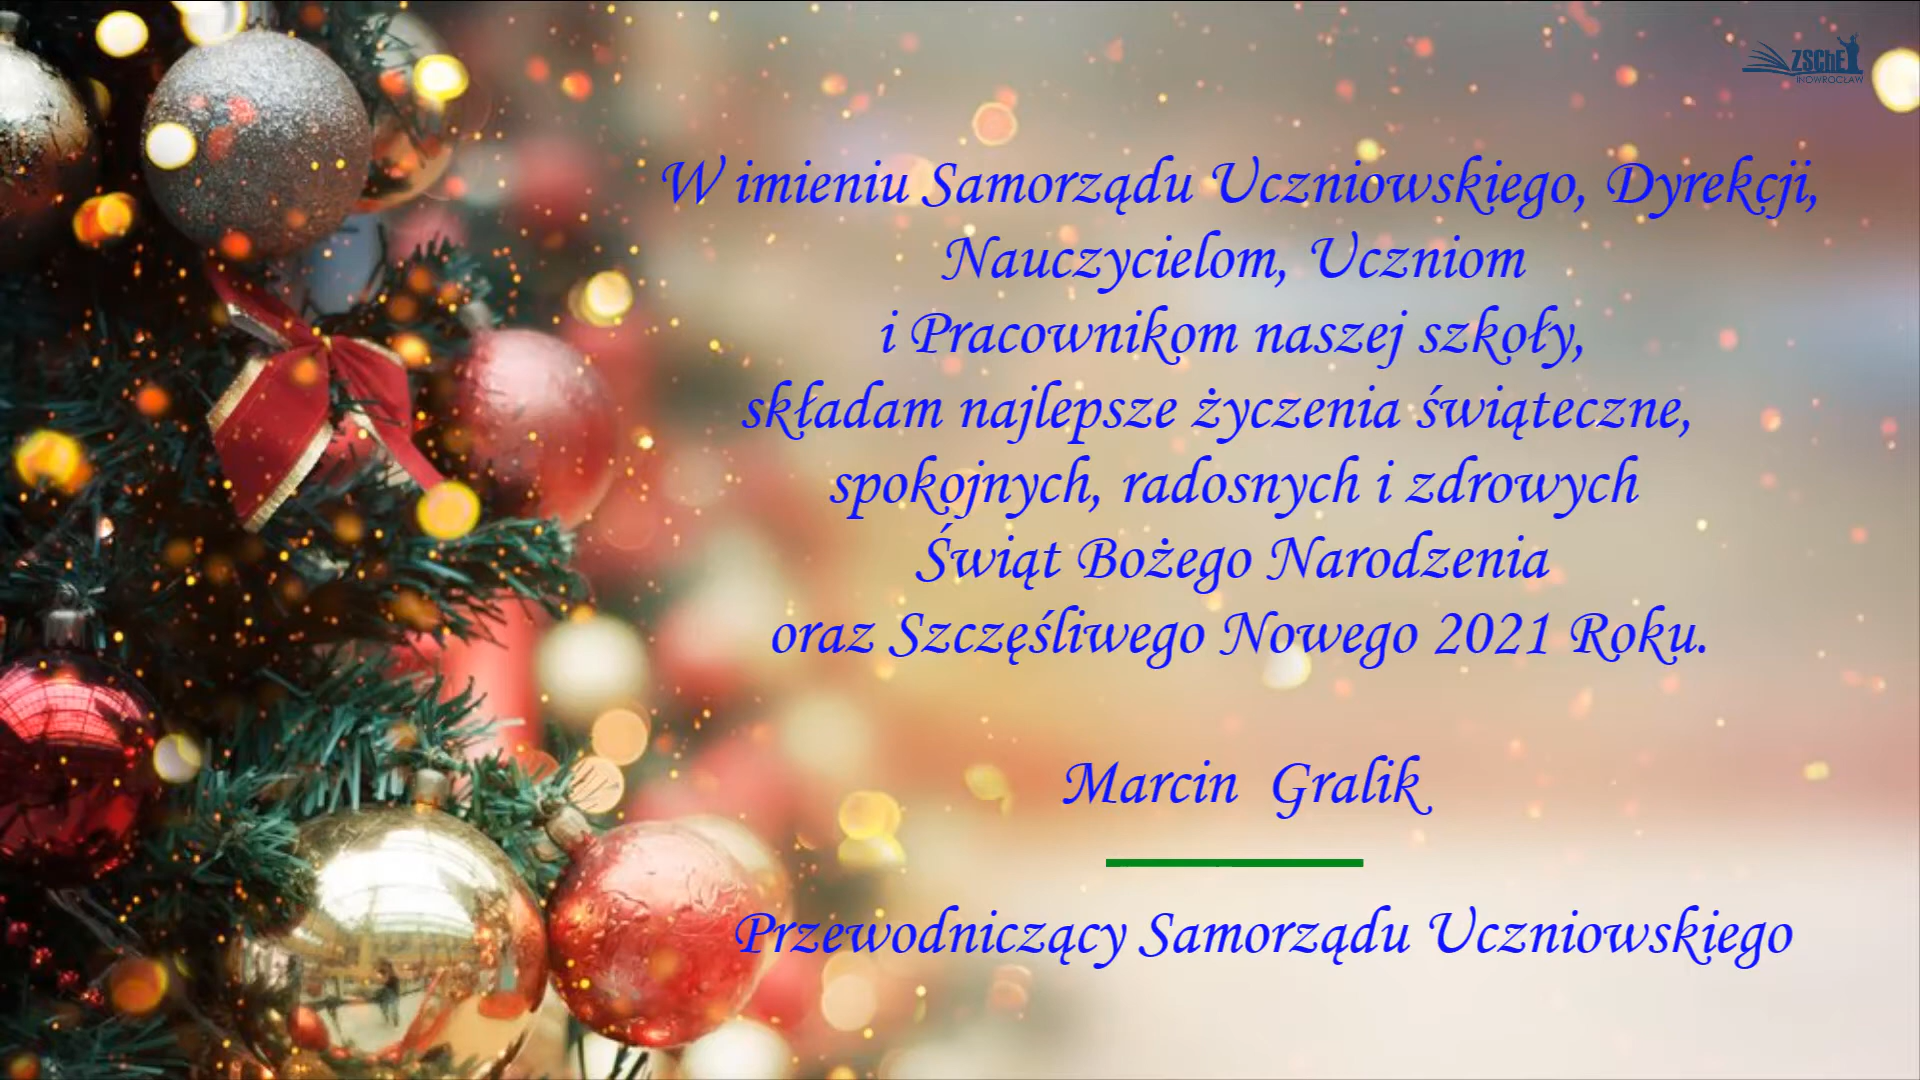 ZSChE
INOWROCŁAW
W imieniu Samorządu Uczniowskiego, Dyrekcji,
Nauczycielom, Uczniom
i Pracownikom naszej szkoły,
składam najlepsze życzenia świąteczne,
spokojnych, radosnych i zdrowych
Świąt Bożego Narodzenia
oraz Szczęśliwego Nowego 2021 Roku.
Marcin Gralik
Przewodniczący Samorządu Uczniowskiego